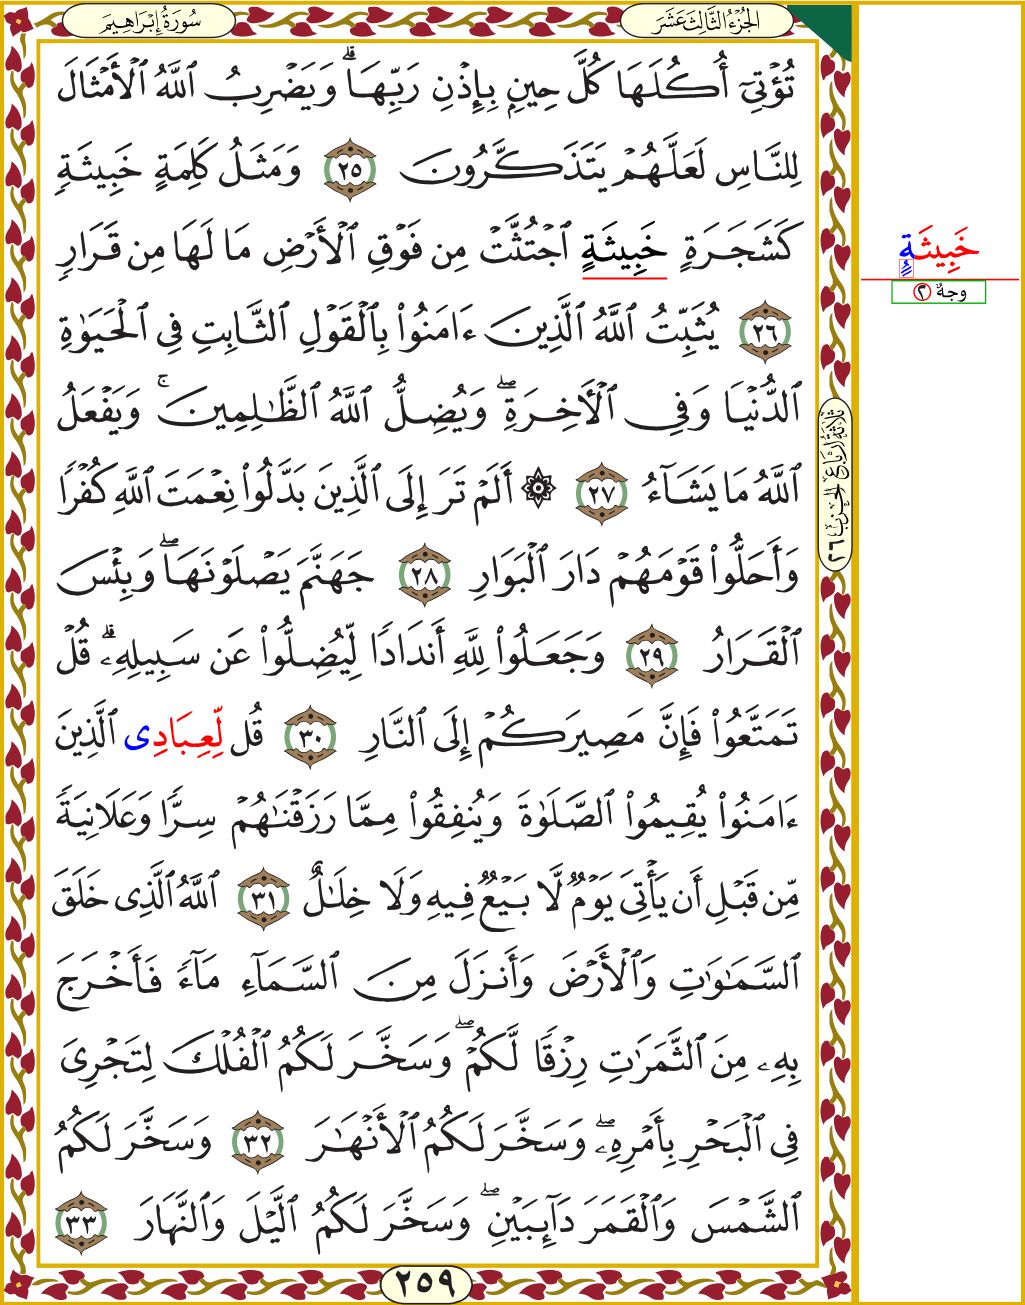 سُورَةُ إِبْرَاهِيمَ
الجُزْءُ الثَّالِثَ عَشَرَ
تُؤْتِىٓ أُكُلَهَا كُلَّ حِينٍۭ بِإِذْنِ رَبِّهَاۗ وَيَضْرِبُ ٱللَّهُ ٱلْأَمْثَالَ
لِلنَّاسِ لَعَلَّهُمْ يَتَذَكَّرُونَ ٢٥ وَمَثَلُ كَلِمَةٍ خَبِيثَةٖ
كَشَجَرَةٍ خَبِيثَةٍ ٱجْتُثَّتْ مِن فَوْقِ ٱلْأَرْضِ مَا لَهَا مِن قَرَارٖ
٢٦ يُثَبِّتُ ٱللَّهُ ٱلَّذِينَ ءَامَنُوا۟ بِٱلْقَوْلِ ٱلثَّابِتِ فِى ٱلْحَيَوٰةِ
ٱلدُّنْيَا وَفِى ٱلْأَخِرَةِۖ وَيُضِلُّ ٱللَّهُ ٱلظَّٰلِمِينَۚ وَيَفْعَلُ
ٱللَّهُ مَا يَشَآءُ ٢٧ ۞ أَلَمْ تَرَ إِلَى ٱلَّذِينَ بَدَّلُوا۟ نِعْمَتَ ٱللَّهِ كُفْرًا
وَأَحَلُّوا۟ قَوْمَهُمْ دَارَ ٱلْبَوَارِ ٢٨ جَهَنَّمَ يَصْلَوْنَهَاۖ وَبِئْسَ
ٱلْقَرَارُ ٢٩ وَجَعَلُوا۟ لِلَّهِ أَندَادًا لِّيُضِلُّوا۟ عَن سَبِيلِهِۦۗ قُلْ
تَمَتَّعُوا۟ فَإِنَّ مَصِيرَكُمْ إِلَى ٱلنَّارِ ٣٠ قُل لِّعِبَادِى ٱلَّذِينَ
ءَامَنُوا۟ يُقِيمُوا۟ ٱلصَّلَوٰةَ وَيُنفِقُوا۟ مِمَّا رَزَقْنَٰهُمْ سِرًّا وَعَلَانِيَةً
مِّن قَبْلِ أَن يَأْتِىَ يَوْمٌ لَّا بَيْعٌ فِيهِ وَلَا خِلَٰلٌ ٣١ ٱللَّهُ ٱلَّذِى خَلَقَ
ٱلسَّمَٰوَٰتِ وَٱلْأَرْضَ وَأَنزَلَ مِنَ ٱلسَّمَآءِ مَآءً فَأَخْرَجَ
بِهِۦ مِنَ ٱلثَّمَرَٰتِ رِزْقًا لَّكُمْۖ وَسَخَّرَ لَكُمُ ٱلْفُلْكَ لِتَجْرِىَ
فِى ٱلْبَحْرِ بِأَمْرِهِۦۖ وَسَخَّرَ لَكُمُ ٱلْأَنْهَٰرَ ٣٢ وَسَخَّرَ لَكُمُ
ٱلشَّمْسَ وَٱلْقَمَرَ دَآئِبَيْنِۖ وَسَخَّرَ لَكُمُ ٱلَّيْلَ وَٱلنَّهَارَ ٣٣
خَبِيثَةٍ
وجهٌ ٢
ثلاثة أرباع الحزب ٢٦
٢٥٩